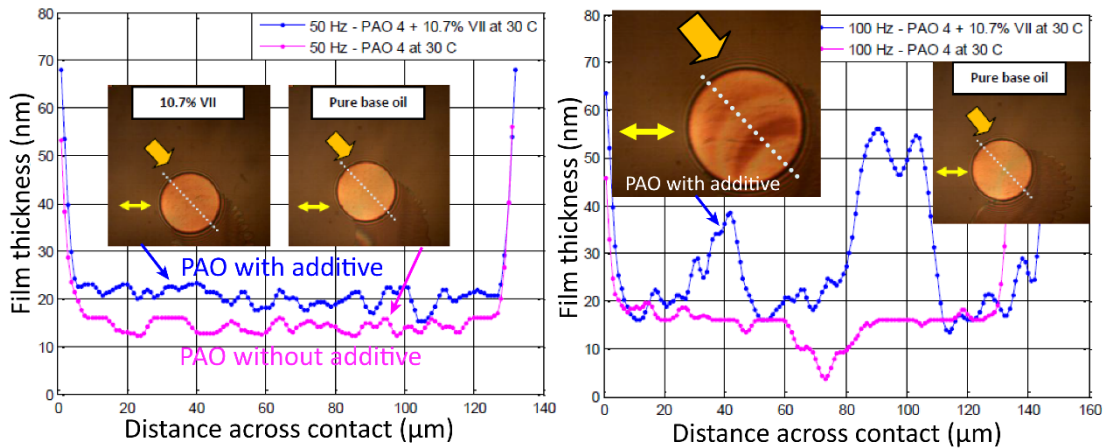 50 Hz - PAO 4 + 10.7% VII at 30 C
50 Hz - PAO 4 at 30 C
10.7% VII
Pure base oil
PAO with additive
PAO without additive
Film thickness (nm)
80
70
60
50
40
30
20
10
0
0 20 40 60 80 100 120 140
Distance across contact (μm)
100 Hz - PAO 4 + 10.7% VII at 30 C
100 Hz - PAO 4 at 30 C
Pure base oil
PAO with additive
Film thickness (nm)
80
70
60
50
40
30
20
10
0
0 20 40 60 80 100 120 140 160
Distance across contact (μm)